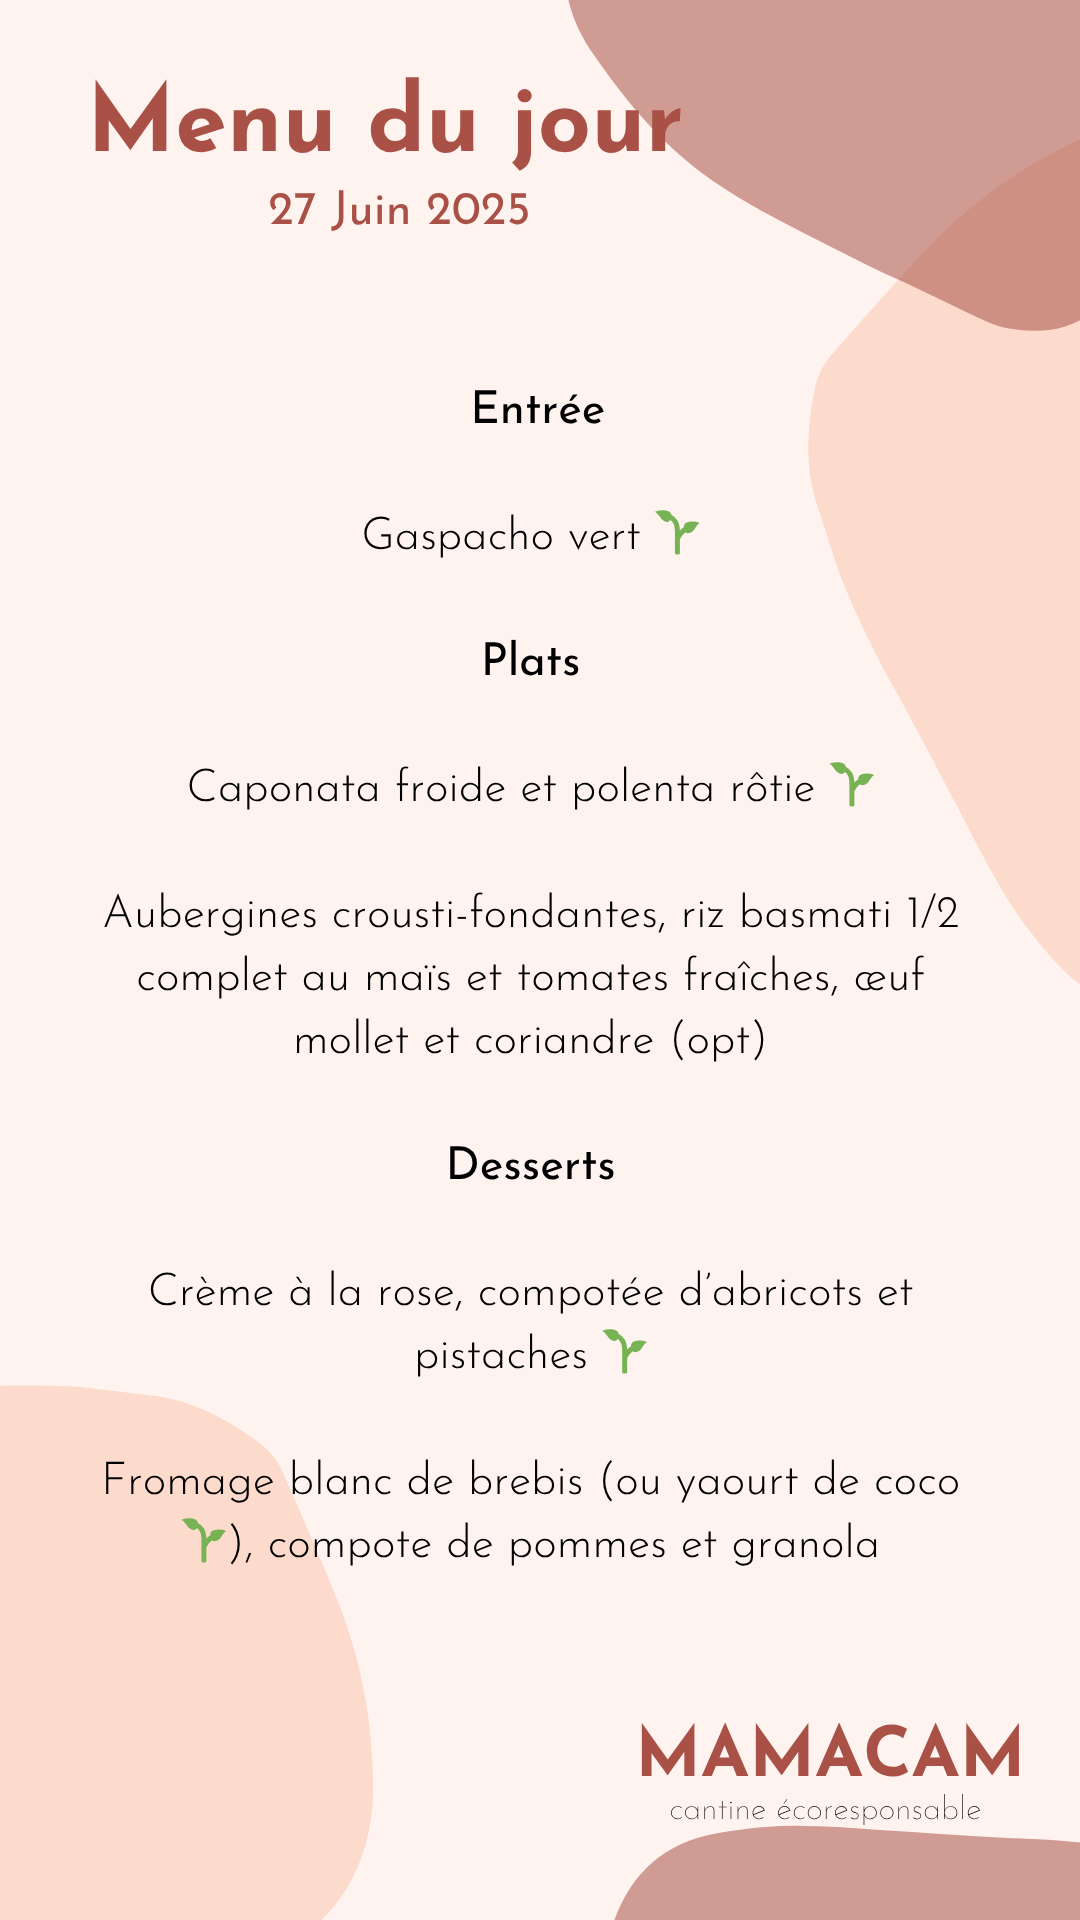 Menu du jour
27 Juin 2025
Entrée
Gaspacho vert 🌱
Plats
Caponata froide et polenta rôtie 🌱
Aubergines crousti-fondantes, riz basmati 1/2
complet au maïs et tomates fraîches, œuf
mollet et coriandre (opt)
Desserts
Crème à la rose, compotée d’abricots et
pistaches 🌱
Fromage blanc de brebis (ou yaourt de coco
🌱), compote de pommes et granola
MAMACAM
cantine écoresponsable